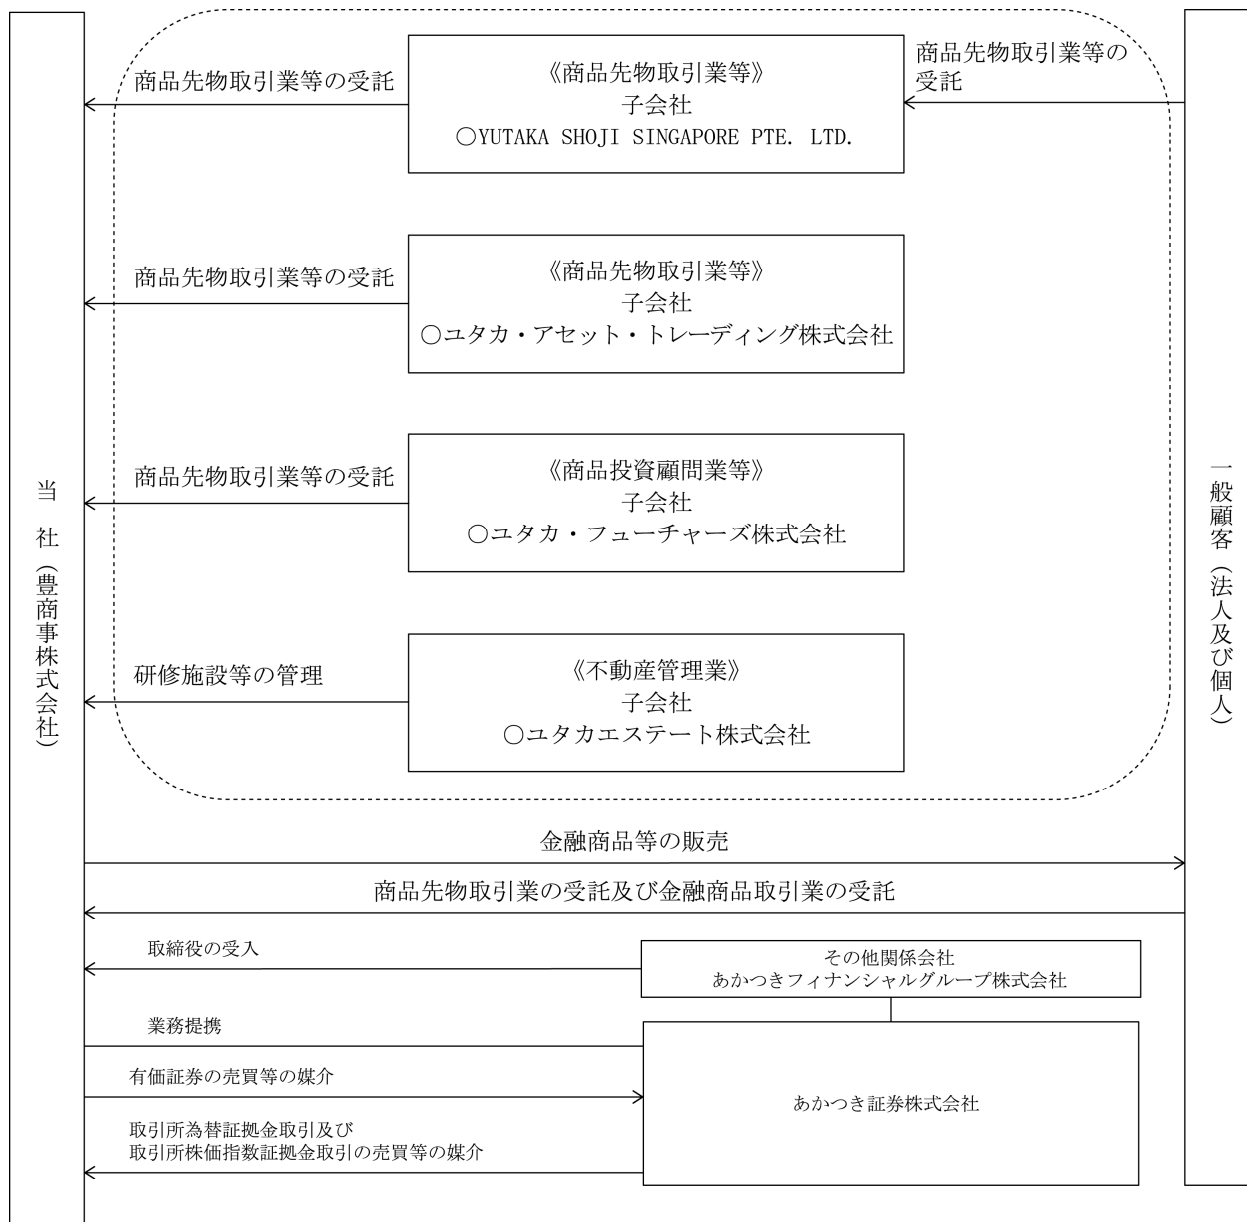 当　社（豊商事株式会社）
商品先物取引業等の受託
《商品先物取引業等》
子会社
○YUTAKA SHOJI SINGAPORE PTE. LTD.
商品先物取引業等の
受託
商品先物取引業等の受託
《商品先物取引業等》
子会社
○ユタカ・アセット・トレーディング株式会社
商品先物取引業等の受託
《商品投資顧問業等》
子会社
○ユタカ・フューチャーズ株式会社
研修施設等の管理
《不動産管理業》
子会社
○ユタカエステート株式会社
一般顧客（法人及び個人）
金融商品等の販売
商品先物取引業の受託及び金融商品取引業の受託
取締役の受入
その他関係会社
あかつきフィナンシャルグループ株式会社
業務提携
有価証券の売買等の媒介
あかつき証券株式会社
取引所為替証拠金取引及び
取引所株価指数証拠金取引の売買等の媒介